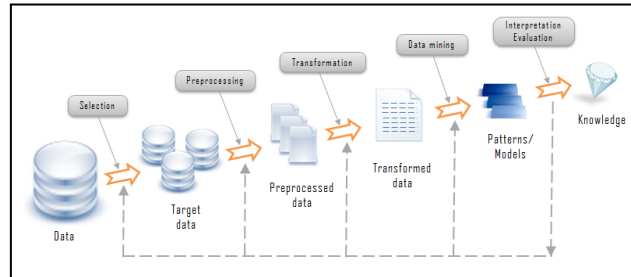 Interpretation
Evaluation
Data mining
Transformation
Preprocessing
Selection
Knowledge
Patterns/
Models
Transformed
data
Preprocessed
data
Target
data
Data